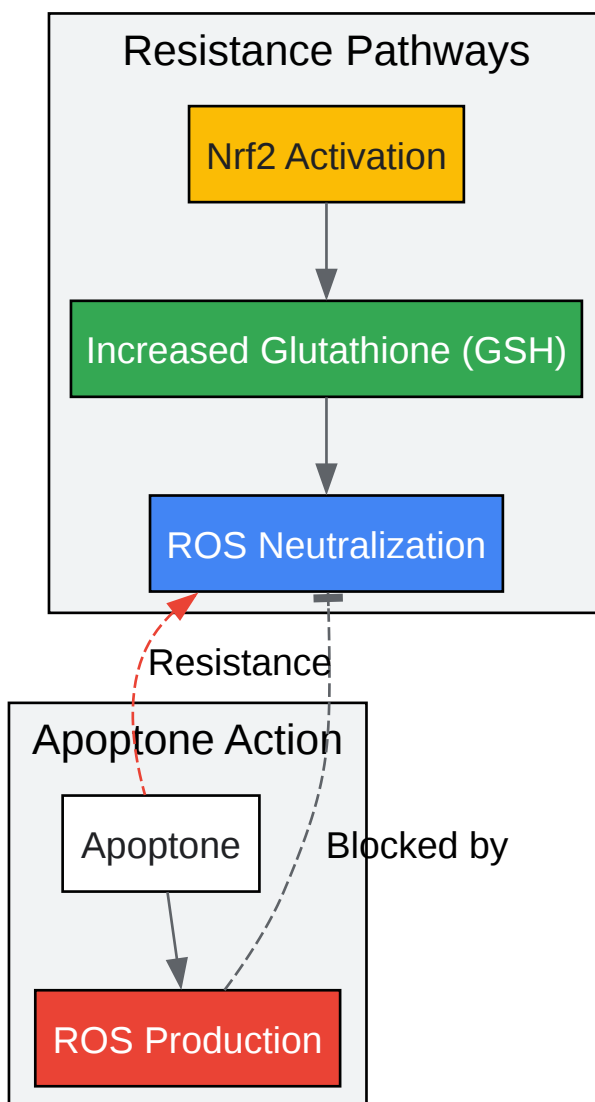 Resistance Pathways
Nrf2 Activation
Increased Glutathione (GSH)
ROS Neutralization
Resistance
Apoptone Action
Apoptone
Blocked by
ROS Production